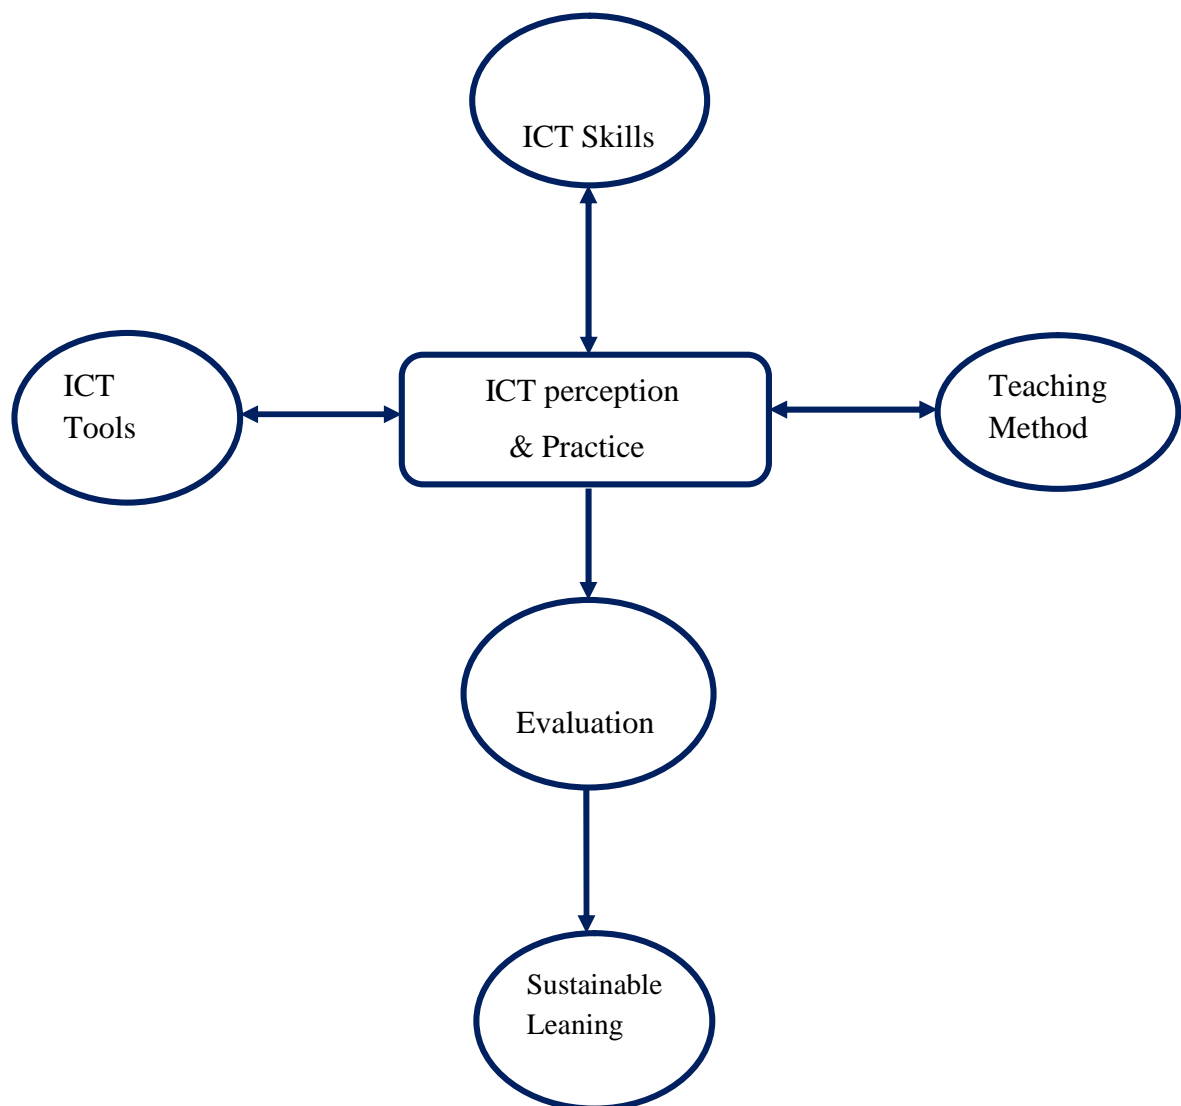 ICT Skills
ICT
Tools
ICT perception
& Practice
Teaching
Method
Evaluation
Sustainable
Leaning